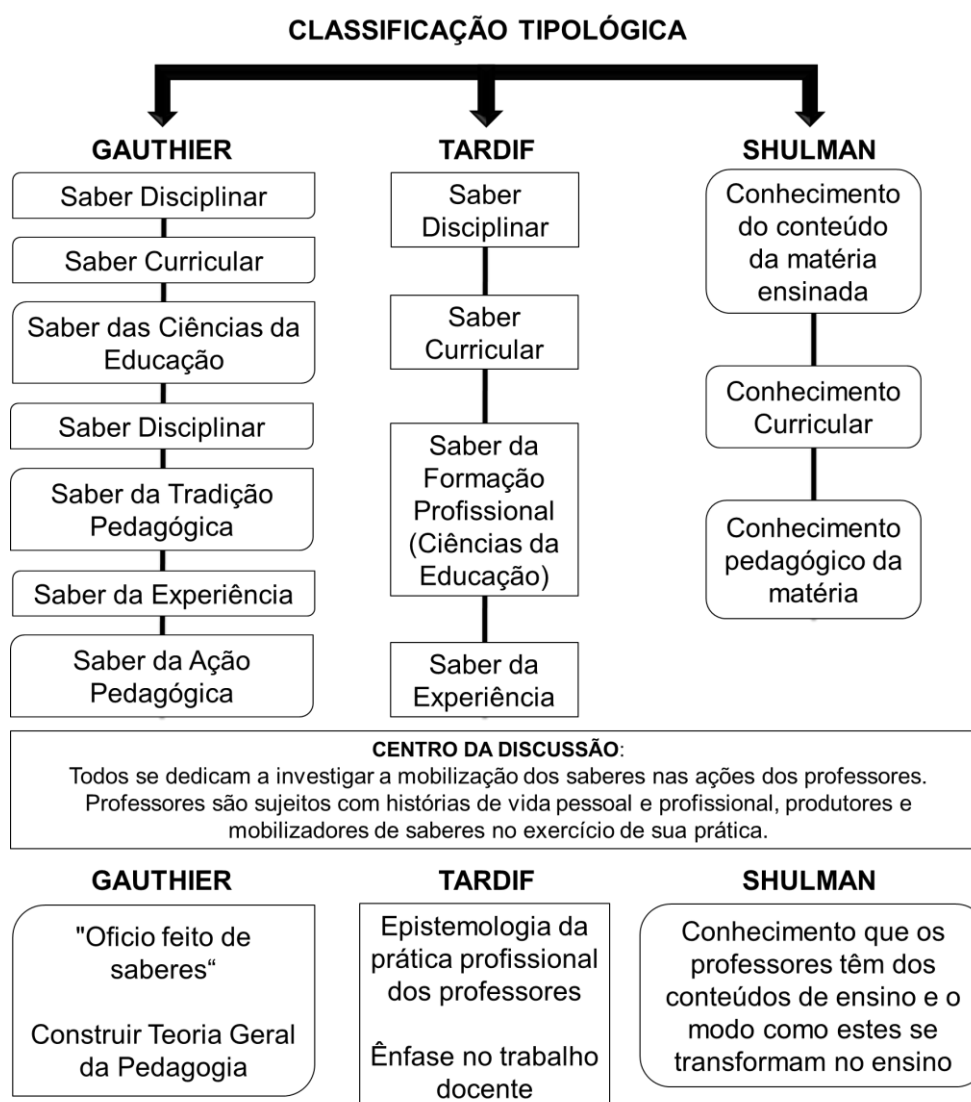 CLASSIFICAÇÃO TIPOLÓGICA
GAUTHIER
Saber Disciplinar
Saber Curricular
Saber das Ciências da
Educação
Saber Disciplinar
Saber da Tradição
Pedagógica
Saber da Experiência
Saber da Ação
Pedagógica
TARDIF
Saber
Disciplinar
Saber
Curricular
Saber da
Formação
Profissional
(Ciências da
Educação)
Saber da
Experiência
SHULMAN
Conhecimento
do conteúdo
da matéria
ensinada
Conhecimento
Curricular
Conhecimento
pedagógico da
matéria
CENTRO DA DISCUSSÃO:
Todos se dedicam a investigar a mobilização dos saberes nas ações dos professores.
Professores são sujeitos com histórias de vida pessoal e profissional, produtores e
mobilizadores de saberes no exercício de sua prática.
GAUTHIER
"Oficio feito de
saberes“
Construir Teoria Geral
da Pedagogia
TARDIF
Epistemologia da
prática profissional
dos professores
Ênfase no trabalho
docente
SHULMAN
Conhecimento que os
professores têm dos
conteúdos de ensino e o
modo como estes se
transformam no ensino